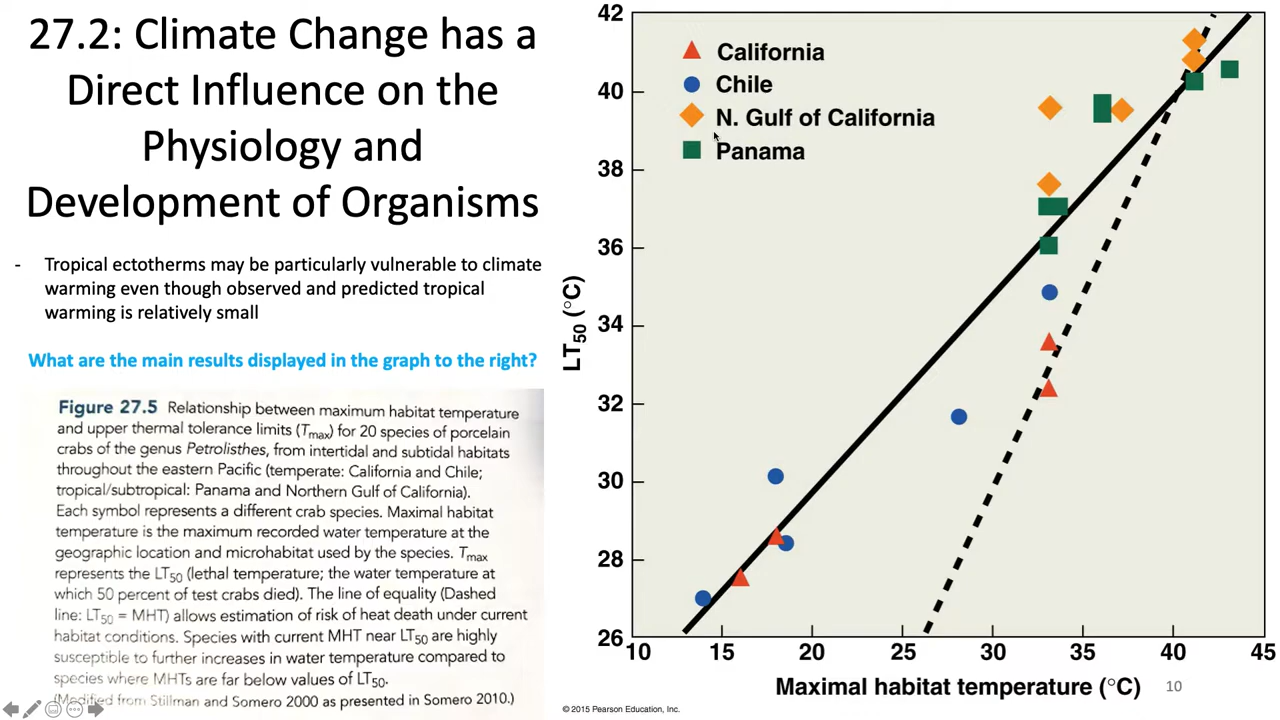 27.2: Climate Change has a
Direct Influence on the
Physiology and
Development of Organisms
- Tropical ectotherms may be particularly vulnerable to climate
warming even though observed and predicted tropical
warming is relatively small
What are the main results displayed in the graph to the right?
Figure 27.5 Relationship between maximum habitat temperature
and upper thermal tolerance limits (Tmax) for 20 species of porcelain
crabs of the genus Petrolisthes, from intertidal and subtidal habitats
throughout the eastern Pacific (temperate: California and Chile;
tropical/subtropical: Panama and Northern Gulf of California).
Each symbol represents a different crab species. Maximal habitat
temperature is the maximum recorded water temperature at the
geographic location and microhabitat used by the species. Tmax
represents the LT50 (lethal temperature; the water temperature at
which 50 percent of test crabs died). The line of equality (Dashed
line: LT50 = MHT) allows estimation of risk of heat death under current
habitat conditions. Species with current MHT near LT50 are highly
susceptible to further increases in water temperature compared to
species where MHTs are far below values of LT50.
(Modified from Stillman and Somero 2000 as presented in Somero 2010.)
California
Chile
N. Gulf of California
Panama
LT50 (°C)
42
40
38
36
34
32
30
28
26
10 15 20 25 30 35 40 45
Maximal habitat temperature (°C)
10
© 2015 Pearson Education, Inc.